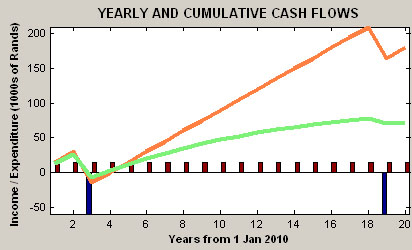 YEARLY AND CUMULATIVE CASH FLOWS
Income / Expenditure (1000s of Rands)
200
150
100
50
0
-50
2 4 6 8 10 12 14 16 18 20
Years from 1 Jan 2010